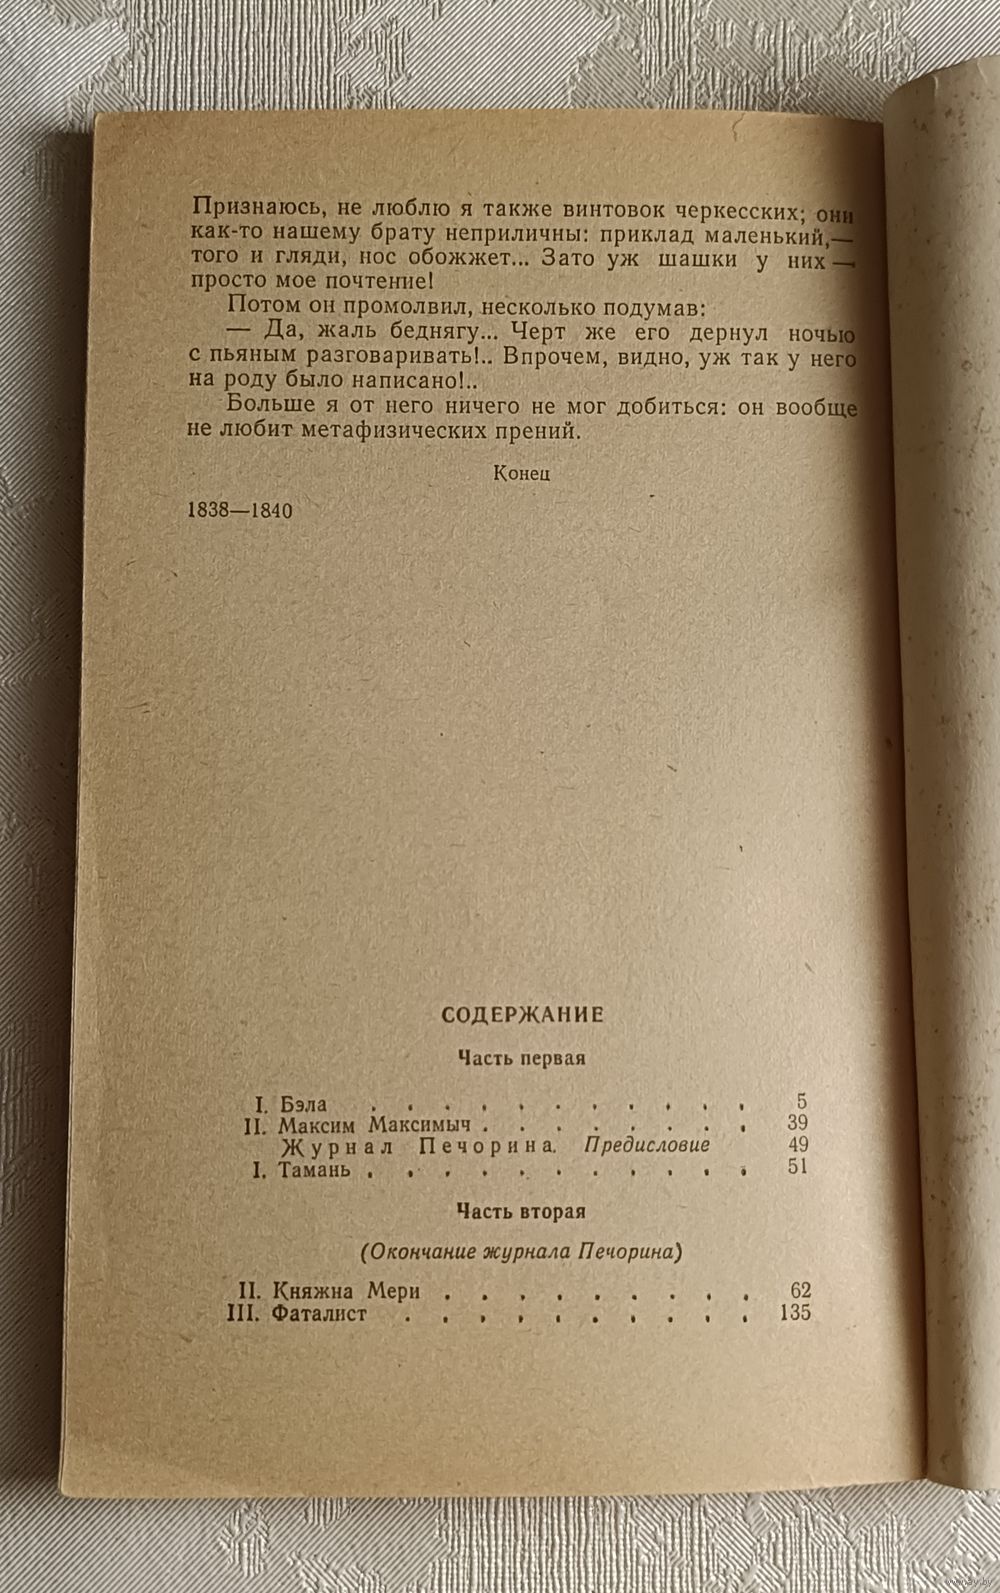 Признаюсь, не люблю я также винтовок черкесских; они
как-то нашему брату неприличны: приклад маленький,—
того и гляди, нос обожжет... Зато уж шашки у них —
просто мое почтение!
Потом он промолвил, несколько подумав:
— Да, жаль беднягу... Черт же его дернул ночью
с пьяным разговаривать!.. Впрочем, видно, уж так у него
на роду было написано!..
Больше я от него ничего не мог добиться: он вообще
не любит метафизических прений.
Конец
1838—1840
СОДЕРЖАНИЕ
Часть первая
I. Бэла . . . . . . . . . . . 5
II. Максим Максимыч . . . . . . . . 39
Журнал Печорина. Предисловие 49
I. Тамань . . . . . . . . . . . 51
Часть вторая
(Окончание журнала Печорина)
II. Княжна Мери . . . . . . . . . 62
III. Фаталист . . . . . . . . . . 135
www.ay.by